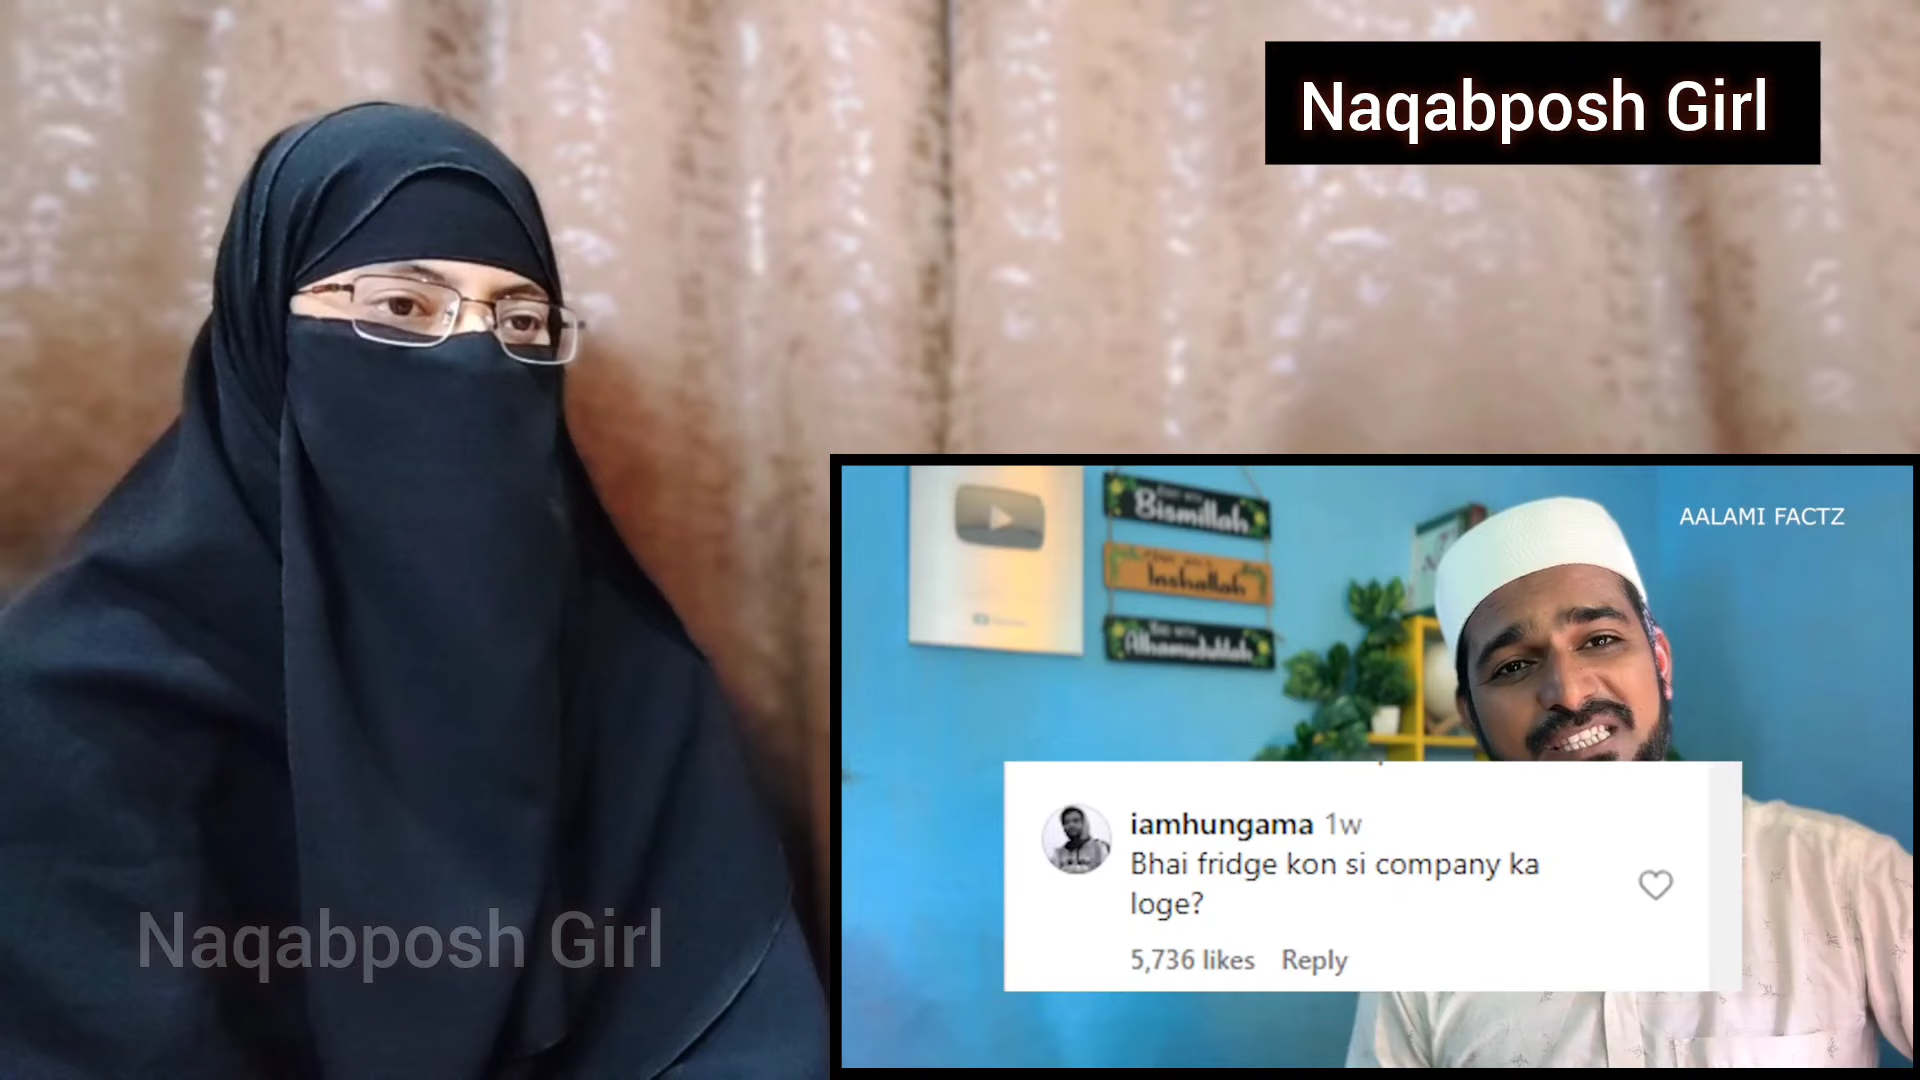 Naqabposh Girl
AALAMI FACTZ
Bismillah
Inshallah
Alhamdulilah
iamhungama 1w
Bhai fridge kon si company ka
loge?
5,736 likes Reply
Naqabposh Girl